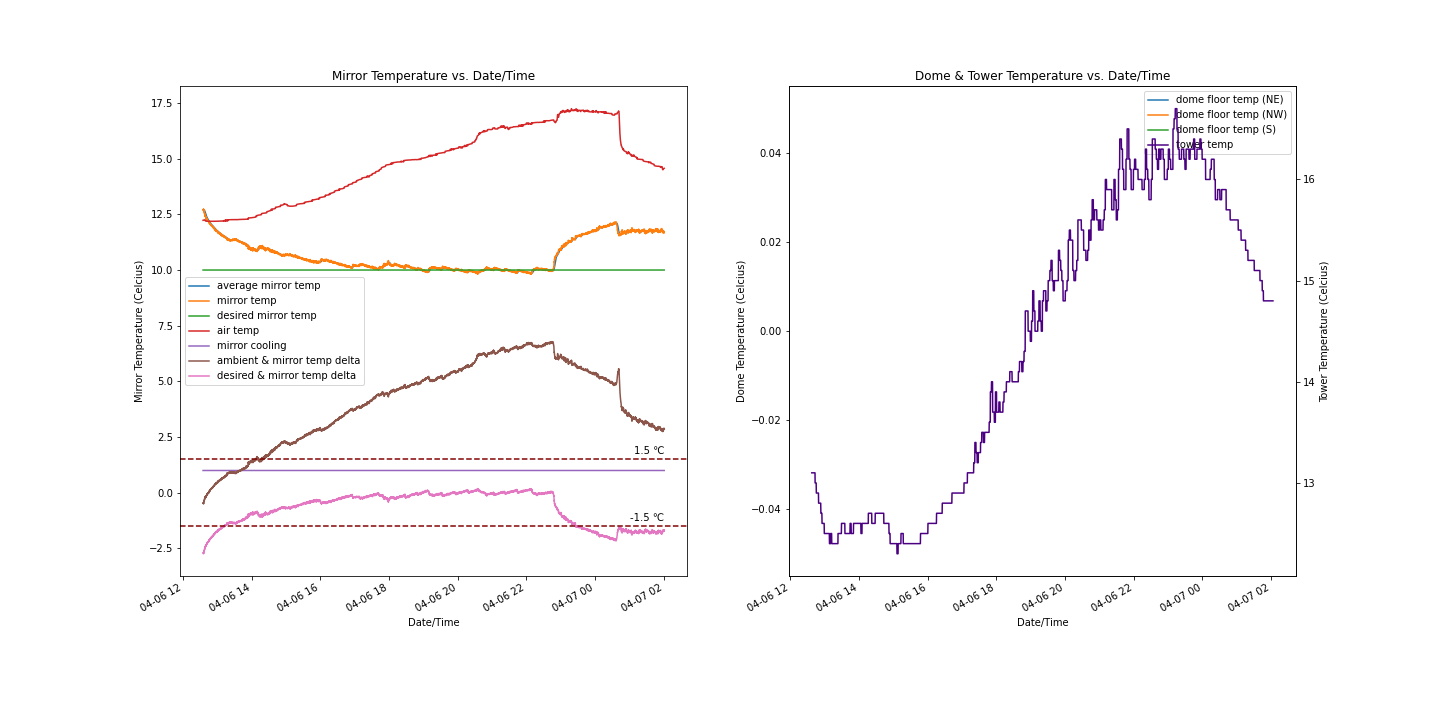 Mirror Temperature vs. Date/Time
Mirror Temperature (Celcius)
17.5
15.0
12.5
10.0
7.5
5.0
2.5
0.0
−2.5
average mirror temp
mirror temp
desired mirror temp
air temp
mirror cooling
ambient & mirror temp delta
desired & mirror temp delta
1.5 °C
-1.5 °C
04-06 12
04-06 14
04-06 16
04-06 18
04-06 20
04-06 22
04-07 00
04-07 02
Date/Time
Dome & Tower Temperature vs. Date/Time
Dome Temperature (Celcius)
0.04
0.02
0.00
−0.02
−0.04
dome floor temp (NE)
dome floor temp (NW)
dome floor temp (S)
tower temp
16
15
14
13
Tower Temperature (Celcius)
04-06 12
04-06 14
04-06 16
04-06 18
04-06 20
04-06 22
04-07 00
04-07 02
Date/Time